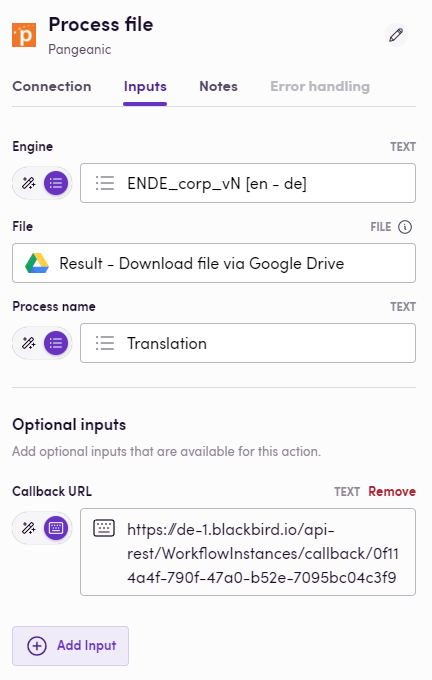 Process file
Pangeanic
Connection Inputs Notes Error handling
Engine TEXT
ENDE_corp_vN [en - de]
File FILE
Result - Download file via Google Drive
Process name TEXT
Translation
Optional inputs
Add optional inputs that are available for this action.
Callback URL TEXT Remove
https://de-1.blackbird.io/api-
rest/WorkflowInstances/callback/0f11
4a4f-790f-47a0-b52e-7095bc04c3f9
Add Input